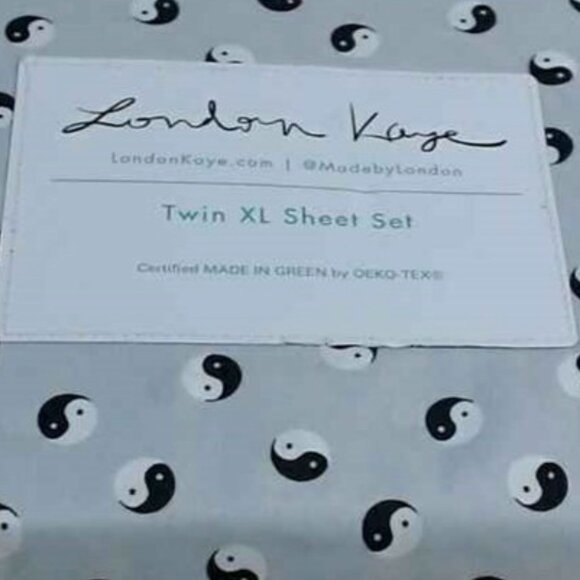 London Kaye
LondonKaye.com | @MadebyLondon
Twin XL Sheet Set
Certified MADE IN GREEN by OEKO-TEX®